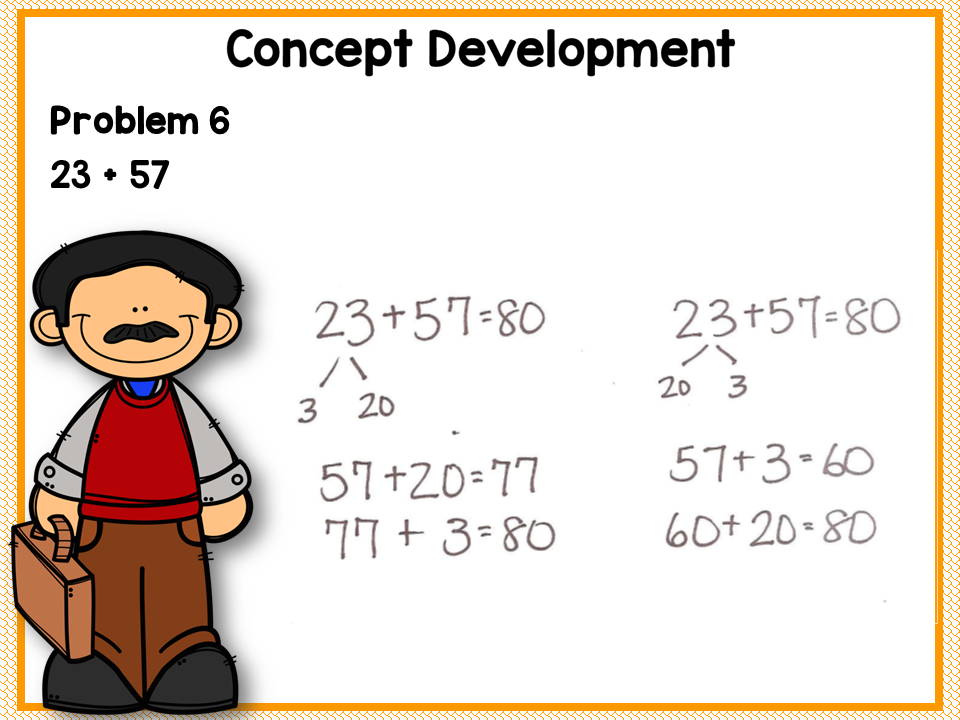 Concept Development
Problem 6
23 + 57
23+57=80
3 20
57+20=77
77 + 3=80
23+57=80
20 3
57+3=60
60+20=80